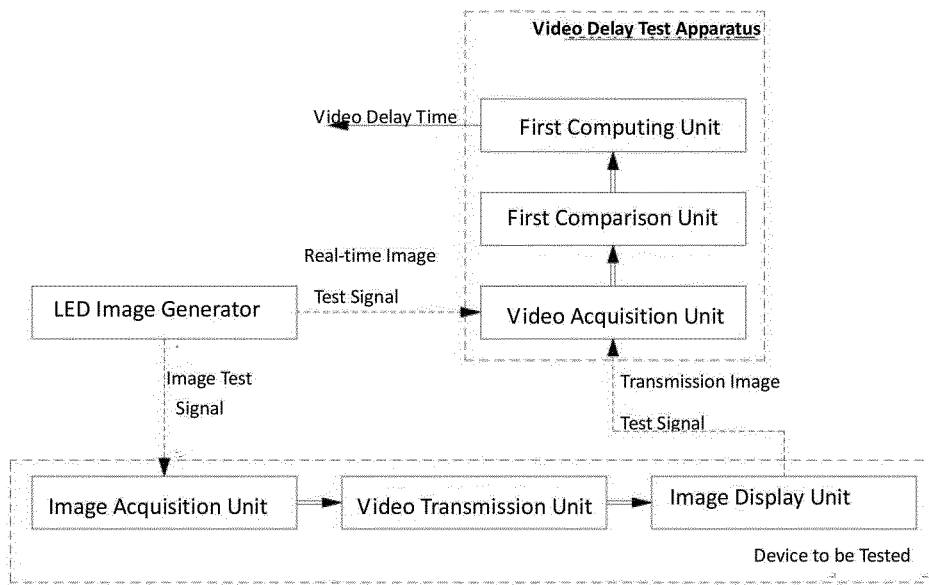 Video Delay Test Apparatus
Video Delay Time
First Computing Unit
First Comparison Unit
Real-time Image
Test Signal
LED Image Generator
Video Acquisition Unit
Image Test
Signal
Transmission Image
Test Signal
Image Acquisition Unit
Video Transmission Unit
Image Display Unit
Device to be Tested